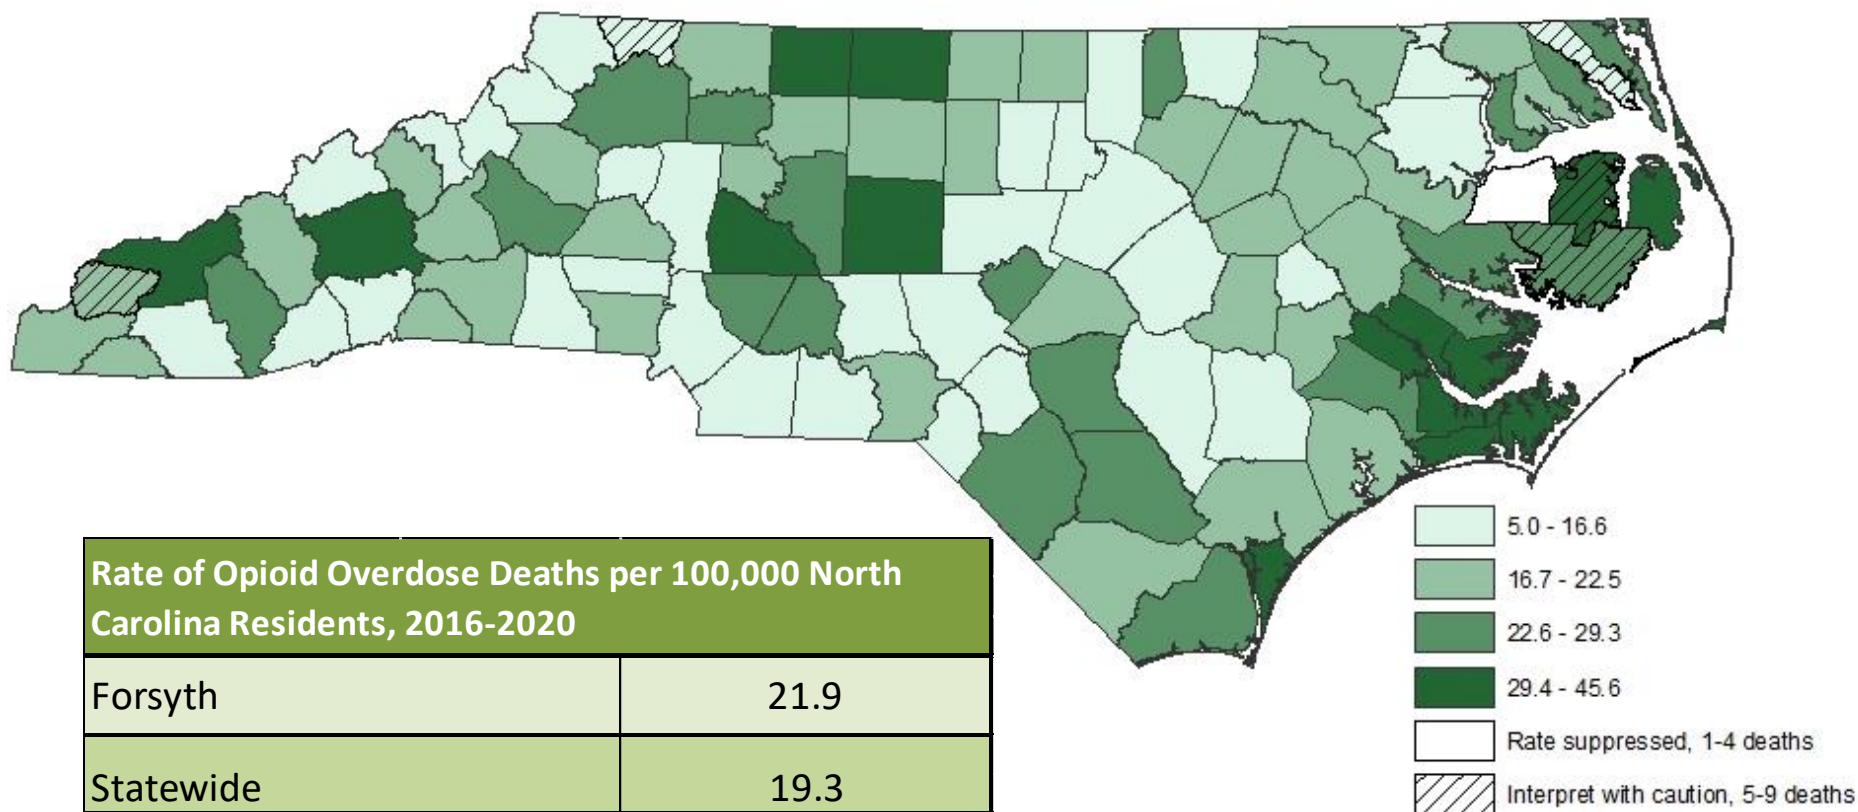 Rate of Opioid Overdose Deaths per 100,000 North
Carolina Residents, 2016-2020
Forsyth 21.9
Statewide 19.3
5.0 - 16.6
16.7 - 22.5
22.6 - 29.3
29.4 - 45.6
Rate suppressed, 1-4 deaths
Interpret with caution, 5-9 deaths